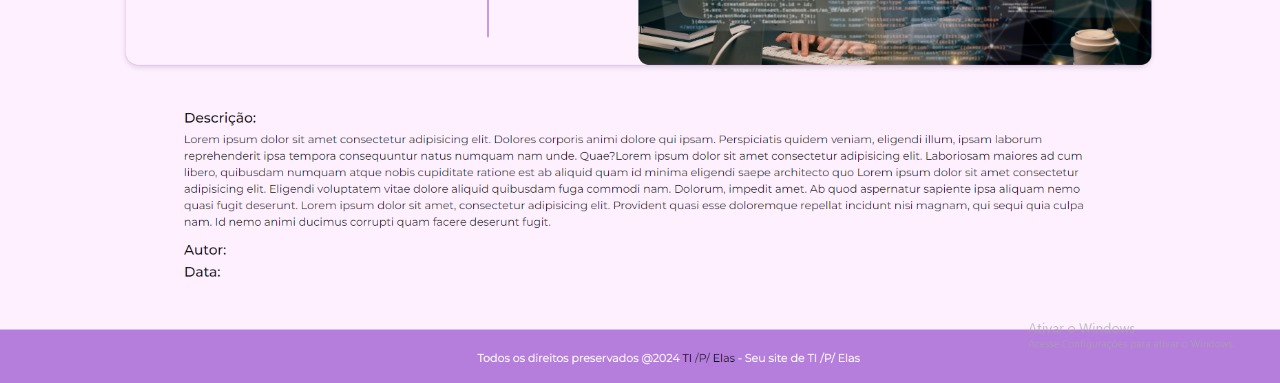 Descrição:
Lorem ipsum dolor sit amet consectetur adipisicing elit. Dolores corporis animi dolore qui ipsam. Perspiciatis quidem veniam, eligendi illum, ipsam laborum
reprehenderit ipsa tempora consequuntur natus numquam nam unde. Quae?Lorem ipsum dolor sit amet consectetur adipisicing elit. Laboriosam maiores ad cum
libero, quibusdam numquam atque nobis cupiditate ratione est ab aliquid quam id minima eligendi saepe architecto quo Lorem ipsum dolor sit amet consectetur
adipisicing elit. Eligendi voluptatem vitae dolore aliquid quibusdam fuga commodi nam. Dolorum, impedit amet. Ab quod aspernatur sapiente ipsa aliquam nemo
quasi fugit deserunt. Lorem ipsum dolor sit amet, consectetur adipisicing elit. Provident quasi esse doloremque repellat incidunt nisi magnam, qui sequi quia culpa
nam. Id nemo animi ducimus corrupti quam facere deserunt fugit.
Autor:
Data:
Ativar o Windows
Acesse Configurações para ativar o Windows.
Todos os direitos preservados @2024 TI /P/ Elas - Seu site de TI /P/ Elas